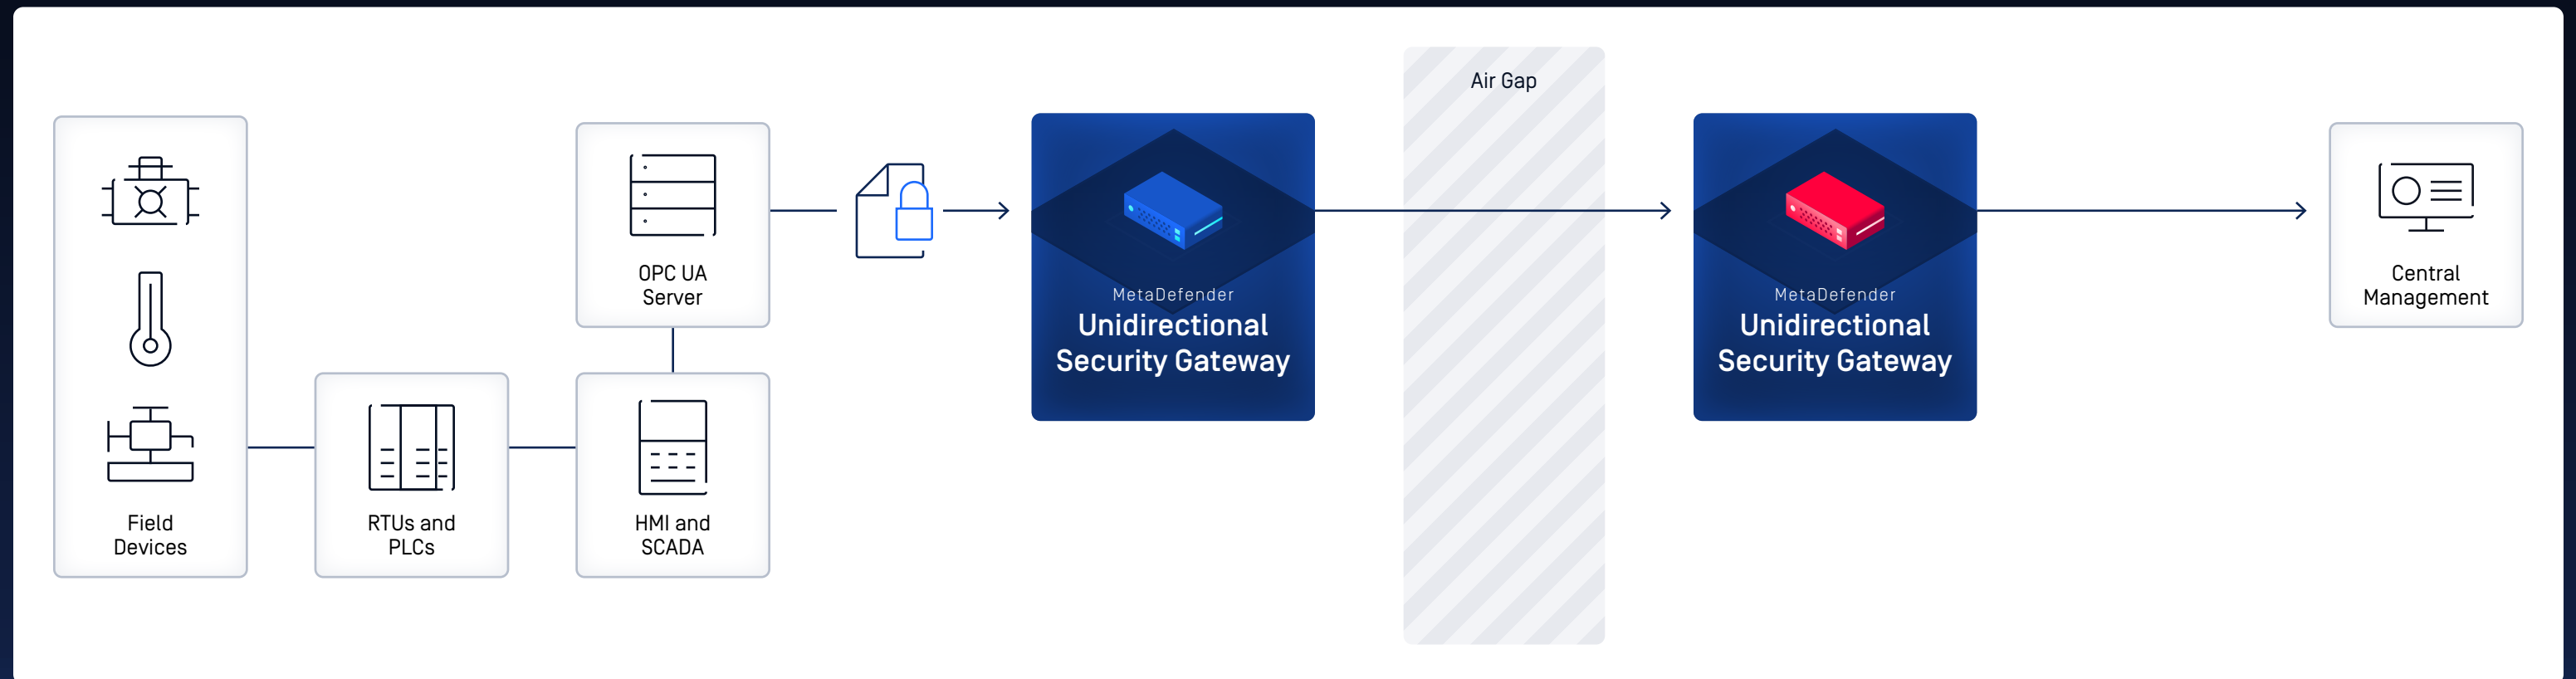 Air Gap
OPC UA
Server
MetaDefender
Unidirectional
Security Gateway
MetaDefender
Unidirectional
Security Gateway
Central
Management
Field
Devices
RTUs and
PLCs
HMI and
SCADA